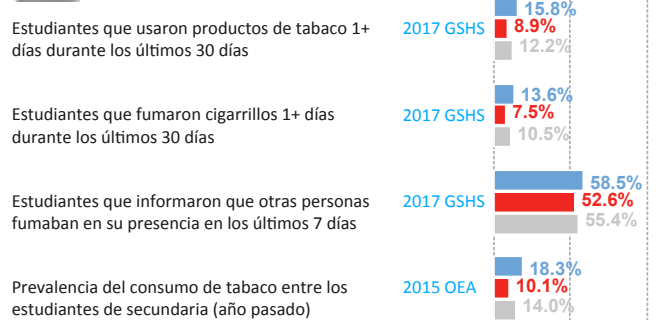 15.8%
Estudiantes que usaron productos de tabaco 1+ 2017 GSHS 8.9%
días durante los últimos 30 días 12.2%
13.6%
Estudiantes que fumaron cigarrillos 1+ días 2017 GSHS 7.5%
durante los últimos 30 días 10.5%
58.5%
Estudiantes que informaron que otras personas 2017 GSHS 52.6%
fumaban en su presencia en los últimos 7 días 55.4%
18.3%
Prevalencia del consumo de tabaco entre los 2015 OEA 10.1%
estudiantes de secundaria (año pasado) 14.0%